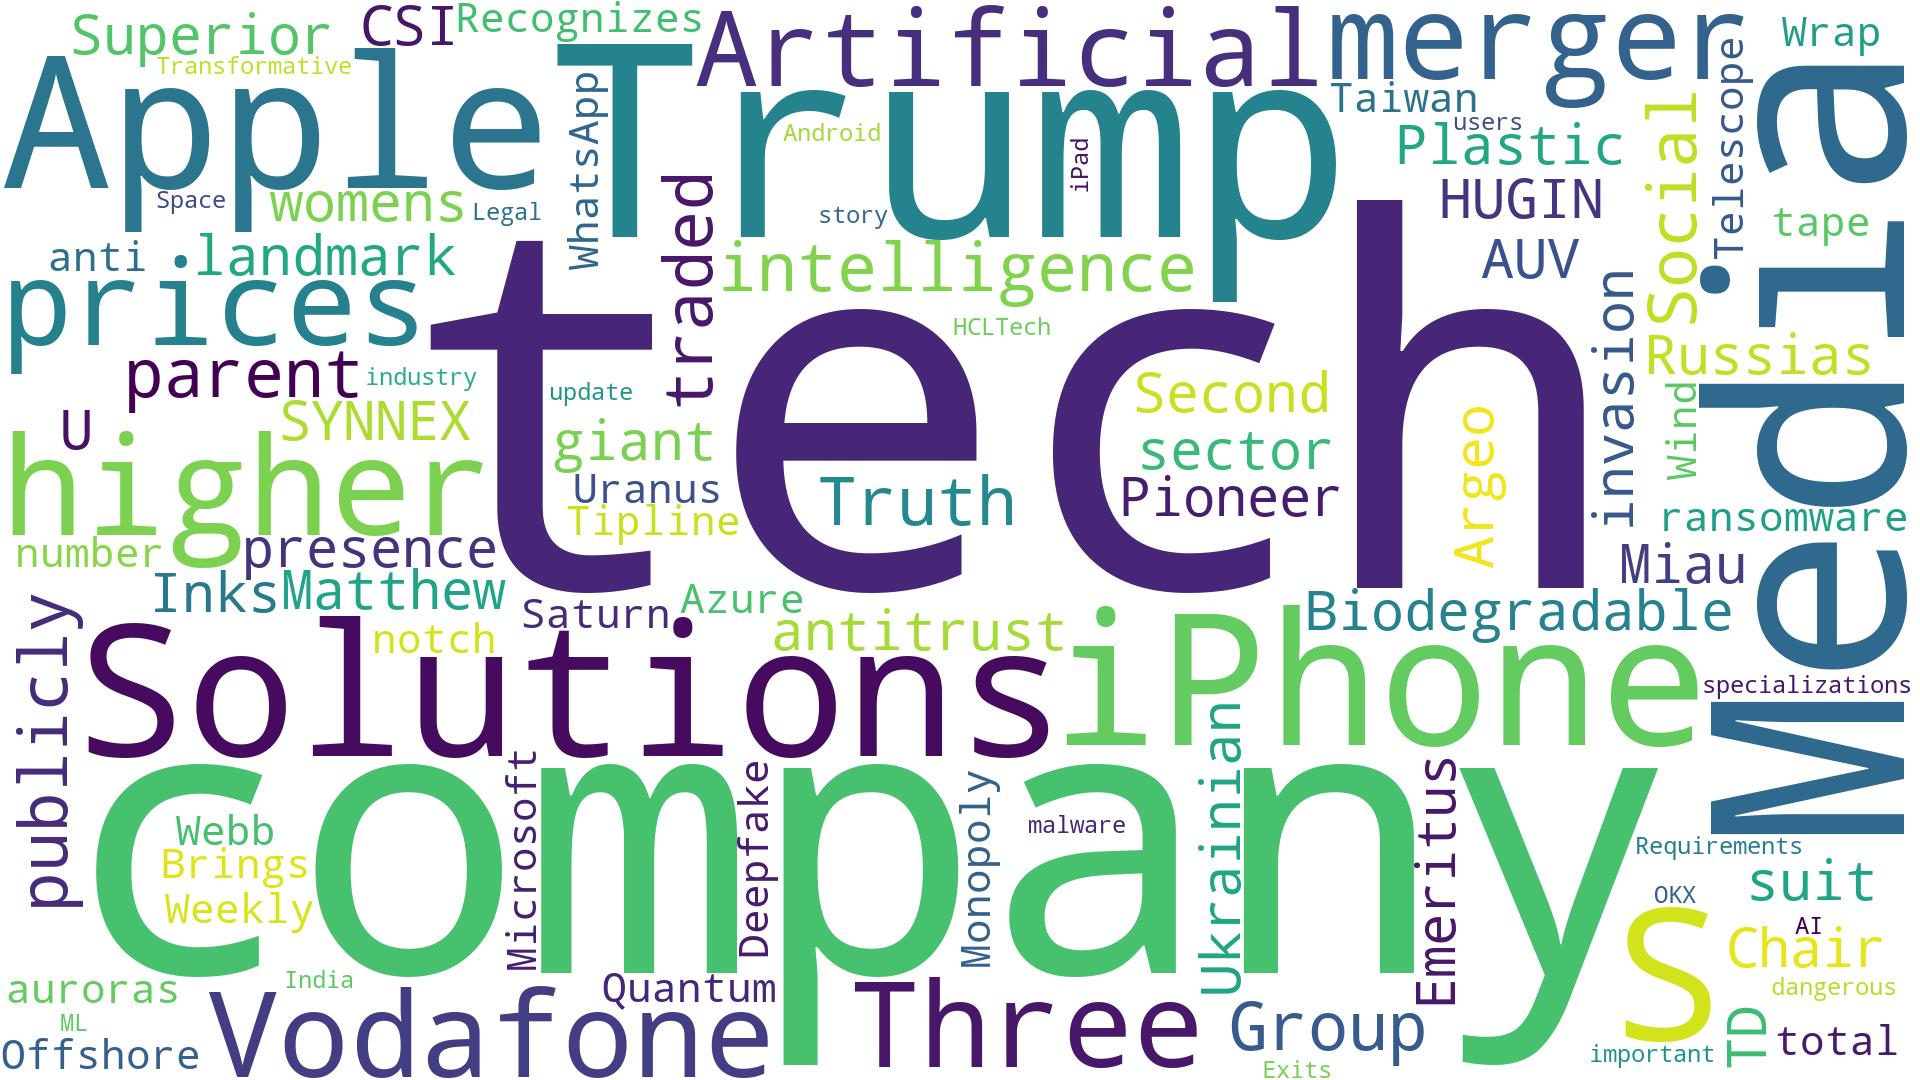 Superior
CSI
Recognizes
Artificial
merger
Wrap
Transformative
Apple
Trump
WhatsApp
Android
iPad
Taiwan
users
Plastic
Social
Telescope
Media
Space
womens
Legal
story
traded
HUGIN
tape
anti
landmark
intelligence
AUV
prices
tech
HCLTech
invasion
Russias
parent
industry
update
Second
Wind
U
SYNNEX
giant
sector
Argeo
higher
Uranus
Truth
Pioneer
Tipline
ransomware
number
presence
Miau
Inks
Matthew
Saturn
Azure
Biodegradable
publicly
notch
antitrust
Solutions
iPhone
specializations
company
Microsoft
Deepfake
Monopoly
malware
Ukrainian
Emeritus
Webb
Brings
Weekly
Requirements
suit
OKX
S
AI
Chair
auroras
India
Quantum
dangerous
ML
Vodafone
Three
Group
TD
total
Offshore
important
Exits